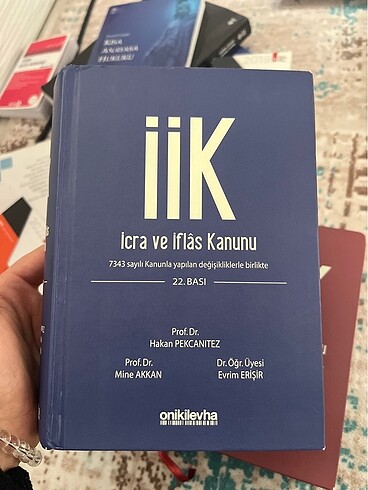 iiK
İcra ve İflâs Kanunu
7343 sayılı Kanunla yapılan değişikliklerle birlikte
22. BASI
Prof. Dr.
Hakan PEKCANITEZ
Prof. Dr.
Mine AKKAN
Dr. Öğr. Üyesi
Evrim ERİŞİR
onikilevha